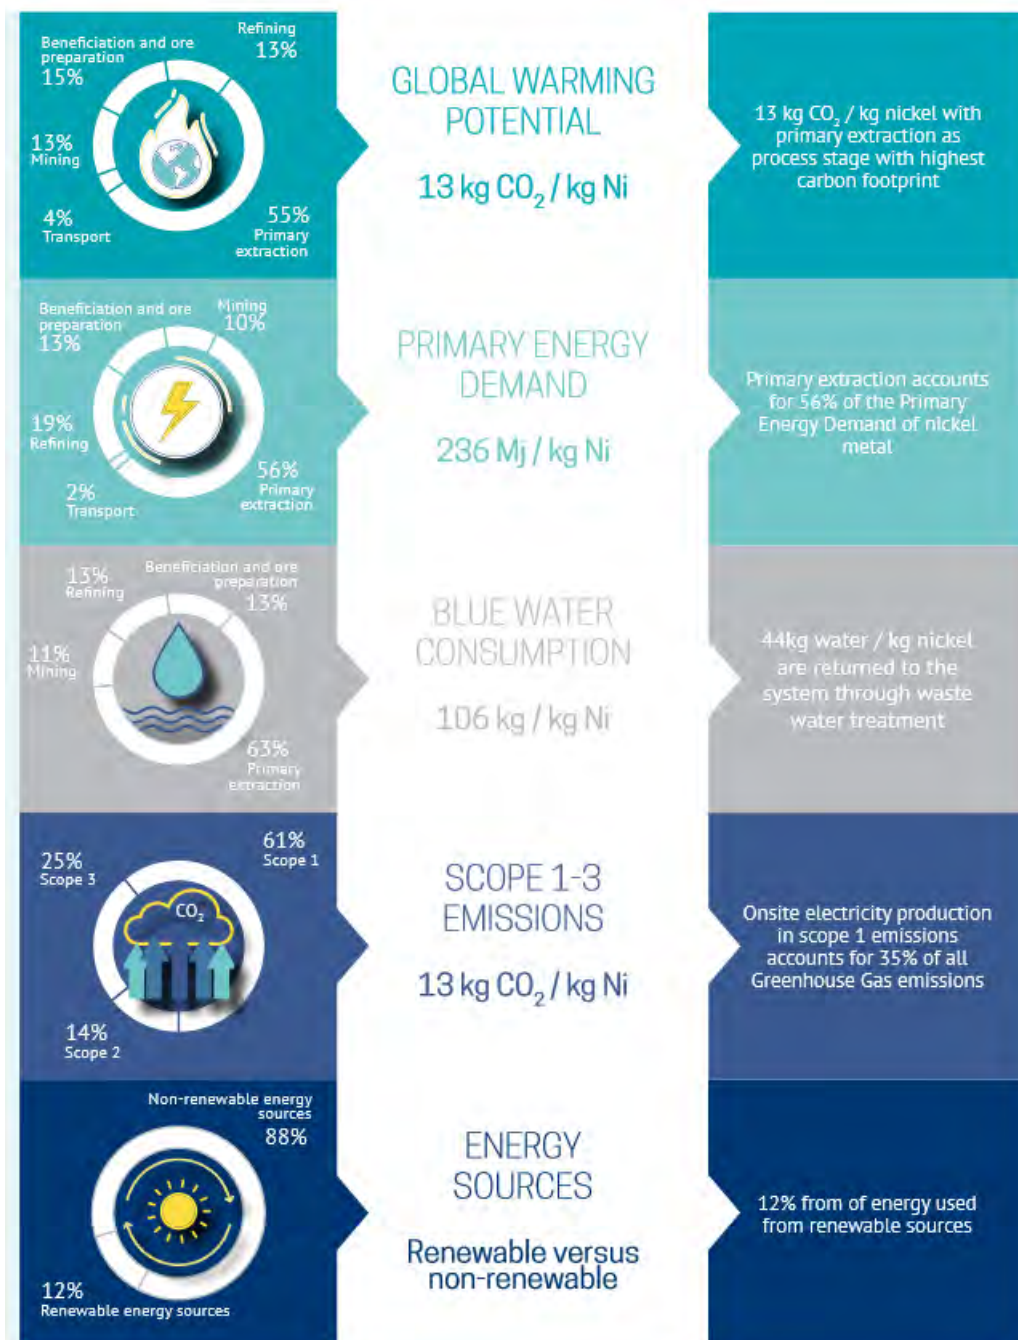 Refining
13%
Beneficiation and ore
preparation
15%
13%
Mining
4%
Transport
55%
Primary
extraction
GLOBAL WARMING
POTENTIAL
13 kg CO₂ / kg Ni
13 kg CO₂ / kg nickel with
primary extraction as
process stage with highest
carbon footprint
Beneficiation and ore
preparation
13%
Mining
10%
19%
Refining
2%
Transport
56%
Primary
extraction
PRIMARY ENERGY
DEMAND
236 Mj / kg Ni
Primary extraction accounts
for 56% of the Primary
Energy Demand of nickel
metal
13%
Refining
Beneficiation and ore
preparation
13%
11%
Mining
63%
Primary
extraction
BLUE WATER
CONSUMPTION
106 kg / kg Ni
44kg water / kg nickel
are returned to the
system through waste
water treatment
61%
Scope 1
25%
Scope 3
CO₂
14%
Scope 2
SCOPE 1-3
EMISSIONS
13 kg CO₂ / kg Ni
Onsite electricity production
in scope 1 emissions
accounts for 35% of all
Greenhouse Gas emissions
Non-renewable energy
sources
88%
12%
Renewable energy sources
ENERGY
SOURCES
Renewable versus
non-renewable
12% from of energy used
from renewable sources